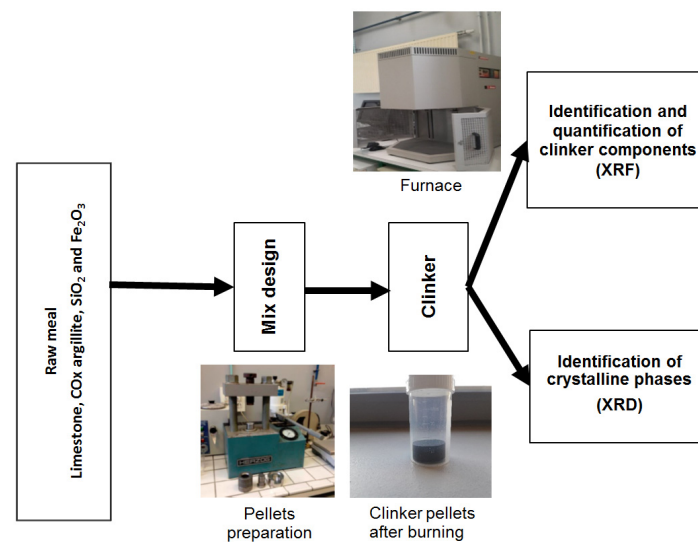 Raw meal
Limestone, COx argillite, SiO₂ and Fe₂O₃
Mix design
Pellets
preparation
HERZOG
Furnace
Clinker
Clinker pellets
after burning
Identification and
quantification of
clinker components
(XRF)
Identification of
crystalline phases
(XRD)